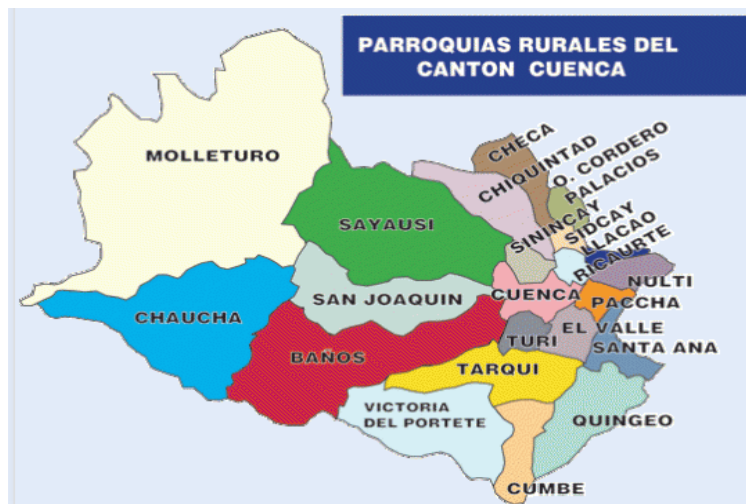 PARROQUIAS RURALES DEL
CANTON CUENCA
MOLLETURO
CHECA
CHIQUINTAD
O. CORDERO
PALACIOS
SAYAUSI
SININCAY
SIDCAY
LLACAO
RICAURTE
NULTI
CHAUCHA
SAN JOAQUIN
CUENCA
PACCHA
BAÑOS
TURI
EL VALLE
SANTA ANA
TARQUI
VICTORIA
DEL PORTETE
QUINGEO
CUMBE